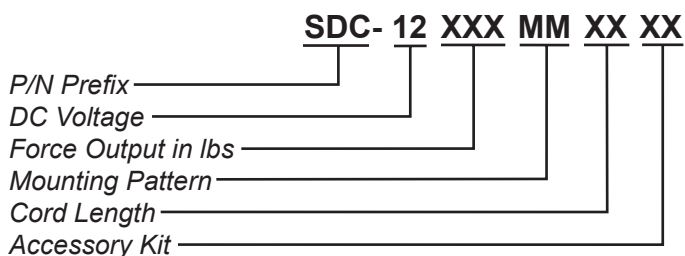 SDC- 12 XXX MM XX XX
P/N Prefix
DC Voltage
Force Output in lbs
Mounting Pattern
Cord Length
Accessory Kit